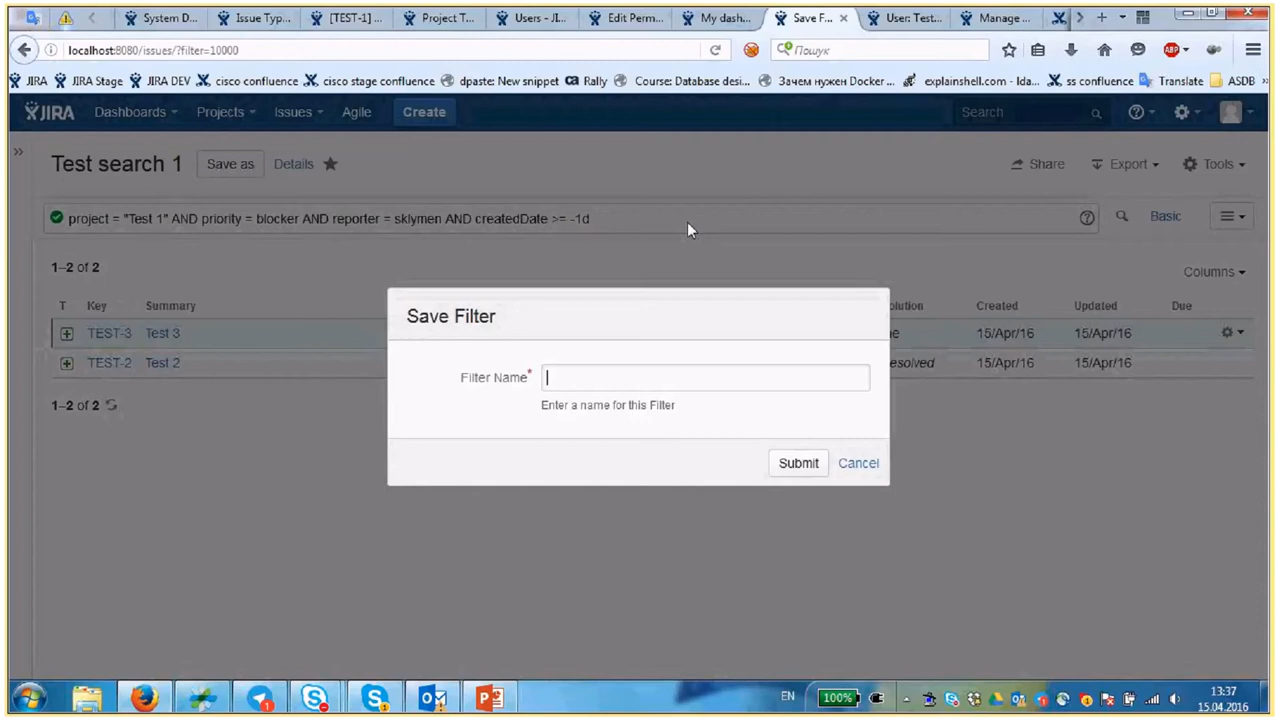 System D... Issue Typ... [TEST-1] ... Project T... Users - JI... Edit Perm... My dash... Save F... User: Test... Manage ...
localhost:8080/issues/?filter=10000 Пошук ABP
JIRA JIRA Stage JIRA DEV cisco confluence cisco stage confluence dpaste: New snippet CA Rally Course: Database desi... Зачем нужен Docker ... explainshell.com - Ida... ss confluence Translate ASDB
JIRA Dashboards Projects Issues Agile Create Search
Test search 1 Save as Details Share Export Tools
project = "Test 1" AND priority = blocker AND reporter = sklymen AND createdDate >= -1d Basic
1–2 of 2
Columns
T Key Summary olution Created Updated Due
TEST-3 Test 3 ne 15/Apr/16 15/Apr/16
TEST-2 Test 2 esolved) 15/Apr/16 15/Apr/16
1–2 of 2
Save Filter
Filter Name*
Enter a name for this Filter
Submit Cancel
EN 100% 13:37
15.04.2016